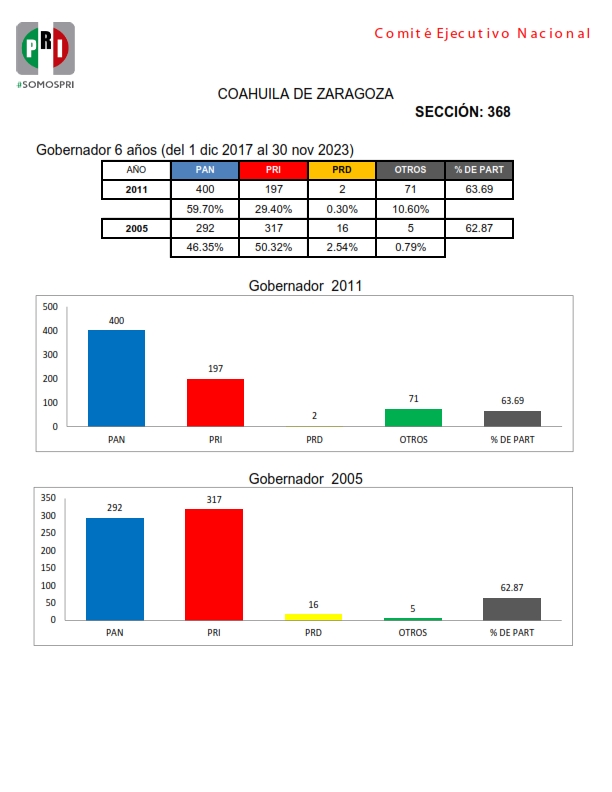 Comité Ejecutivo Nacional
PRI
#SOMOSPRI
COAHUILA DE ZARAGOZA
SECCIÓN: 368
Gobernador 6 años (del 1 dic 2017 al 30 nov 2023)
AÑO PAN PRI PRD OTROS % DE PART
2011 400 197 2 71 63.69
59.70% 29.40% 0.30% 10.60%
2005 292 317 16 5 62.87
46.35% 50.32% 2.54% 0.79%
Gobernador 2011
500
400
300
200
100
0
400
197
2
71
63.69
PAN PRI PRD OTROS % DE PART
Gobernador 2005
350
300
250
200
150
100
50
0
292
317
16
5
62.87
PAN PRI PRD OTROS % DE PART